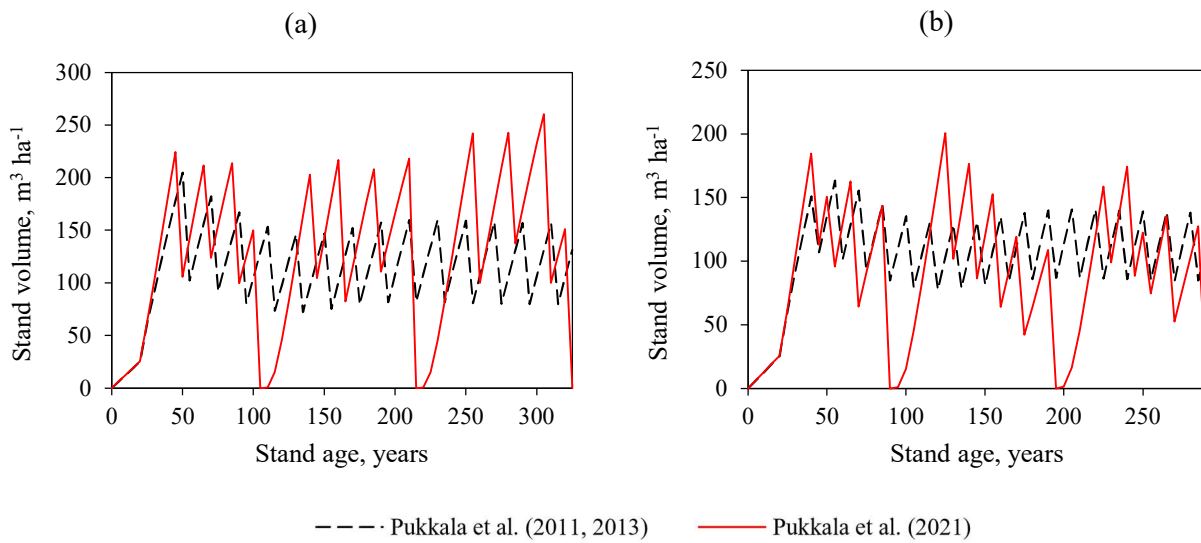 (a)
300
250
200
150
100
50
0
Stand volume, m³ ha⁻¹
0 50 100 150 200 250 300
Stand age, years
(b)
250
200
150
100
50
0
Stand volume, m³ ha⁻¹
0 50 100 150 200 250
Stand age, years
Pukkala et al. (2011, 2013) Pukkala et al. (2021)